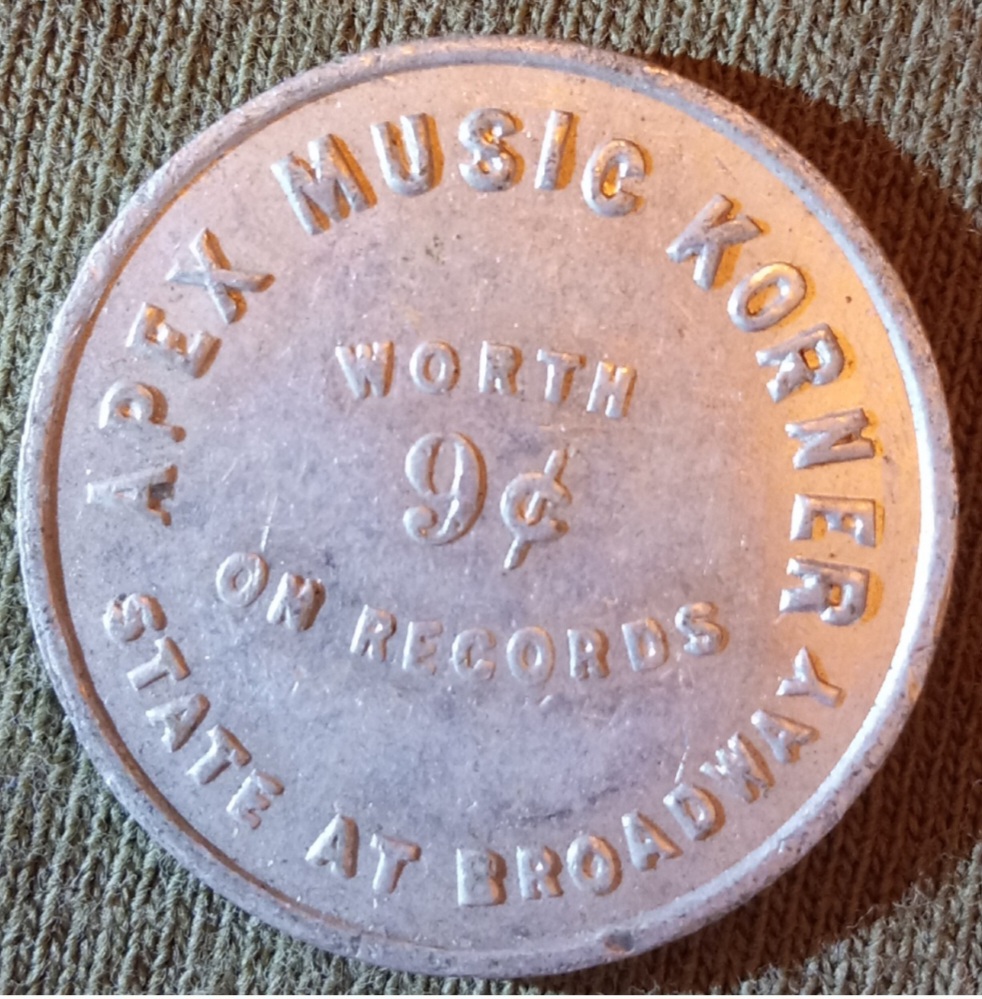 APEX MUSIC KORNER
WORTH
9¢
ON RECORDS
STATE AT BROADWAY